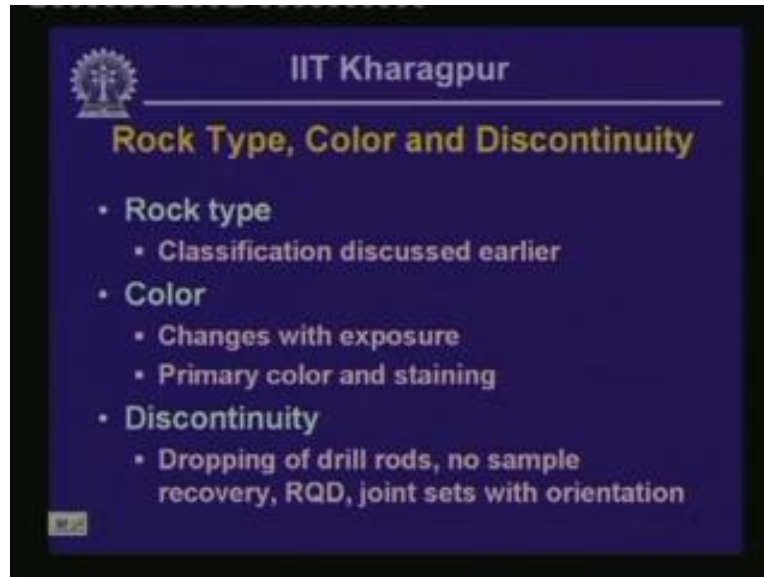 IIT Kharagpur
Rock Type, Color and Discontinuity
• Rock type
▪ Classification discussed earlier
• Color
▪ Changes with exposure
▪ Primary color and staining
• Discontinuity
▪ Dropping of drill rods, no sample
recovery, RQD, joint sets with orientation